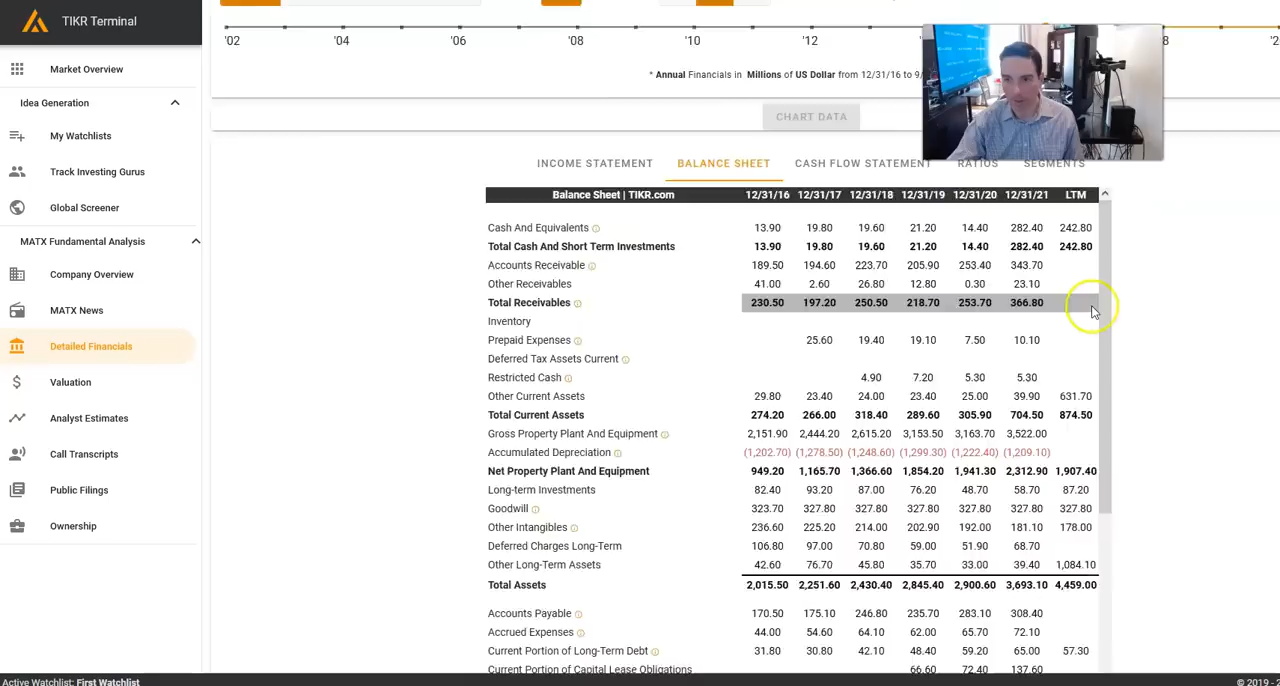 TIKR Terminal
'02 '04 '06 '08 '10 '12 8
* Annual Financials in Millions of US Dollar from 12/31/16 to 9/
Market Overview
Idea Generation
My Watchlists
Track Investing Gurus
Global Screener
MATX Fundamental Analysis
Company Overview
MATX News
Detailed Financials
Valuation
Analyst Estimates
Call Transcripts
Public Filings
Ownership
CHART DATA
INCOME STATEMENT BALANCE SHEET CASH FLOW STATEMENT RATIOS SEGMENTS
Balance Sheet | TIKR.com 12/31/16 12/31/17 12/31/18 12/31/19 12/31/20 12/31/21 LTM
Cash And Equivalents 13.90 19.80 19.60 21.20 14.40 282.40 242.80
Total Cash And Short Term Investments 13.90 19.80 19.60 21.20 14.40 282.40 242.80
Accounts Receivable 189.50 194.60 223.70 205.90 253.40 343.70
Other Receivables 41.00 2.60 26.80 12.80 0.30 23.10
Total Receivables 230.50 197.20 250.50 218.70 253.70 366.80
Inventory
Prepaid Expenses 25.60 19.40 19.10 7.50 10.10
Deferred Tax Assets Current
Restricted Cash 4.90 7.20 5.30 5.30
Other Current Assets 29.80 23.40 24.00 23.40 25.00 39.90 631.70
Total Current Assets 274.20 266.00 318.40 289.60 305.90 704.50 874.50
Gross Property Plant And Equipment 2,151.90 2,444.20 2,615.20 3,153.50 3,163.70 3,522.00
Accumulated Depreciation (1,202.70) (1,278.50) (1,248.60) (1,299.30) (1,222.40) (1,209.10)
Net Property Plant And Equipment 949.20 1,165.70 1,366.60 1,854.20 1,941.30 2,312.90 1,907.40
Long-term Investments 82.40 93.20 87.00 76.20 48.70 58.70 87.20
Goodwill 323.70 327.80 327.80 327.80 327.80 327.80 327.80
Other Intangibles 236.60 225.20 214.00 202.90 192.00 181.10 178.00
Deferred Charges Long-Term 106.80 97.00 70.80 59.00 51.90 68.70
Other Long-Term Assets 42.60 76.70 45.80 35.70 33.00 39.40 1,084.10
Total Assets 2,015.50 2,251.60 2,430.40 2,845.40 2,900.60 3,693.10 4,459.00
Accounts Payable 170.50 175.10 246.80 235.70 283.10 308.40
Accrued Expenses 44.00 54.60 64.10 62.00 65.70 72.10
Current Portion of Long-Term Debt 31.80 30.80 42.10 48.40 59.20 65.00 57.30
Current Portion of Capital Lease Obligations 66.60 72.40 137.60
Active Watchlist: First Watchlist
© 2019 - 2